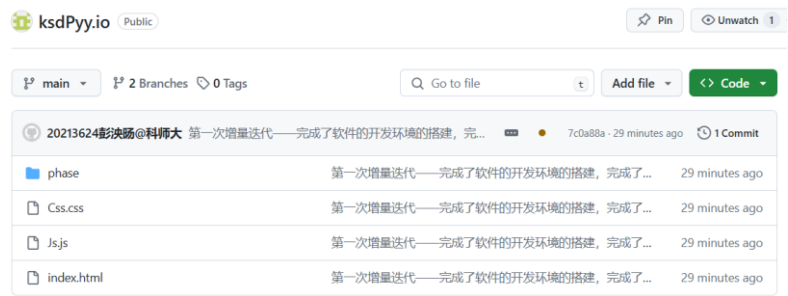 ksdPyy.io Public Pin Unwatch 1
main 2 Branches 0 Tags Go to file t Add file Code
20213624彭泱旸@科师大 第一次增量迭代——完成了软件的开发环境的搭建，完... 7c0a88a · 29 minutes ago 1 Commit
phase 第一次增量迭代——完成了软件的开发环境的搭建，完成了... 29 minutes ago
Css.css 第一次增量迭代——完成了软件的开发环境的搭建，完成了... 29 minutes ago
Js.js 第一次增量迭代——完成了软件的开发环境的搭建，完成了... 29 minutes ago
index.html 第一次增量迭代——完成了软件的开发环境的搭建，完成了... 29 minutes ago